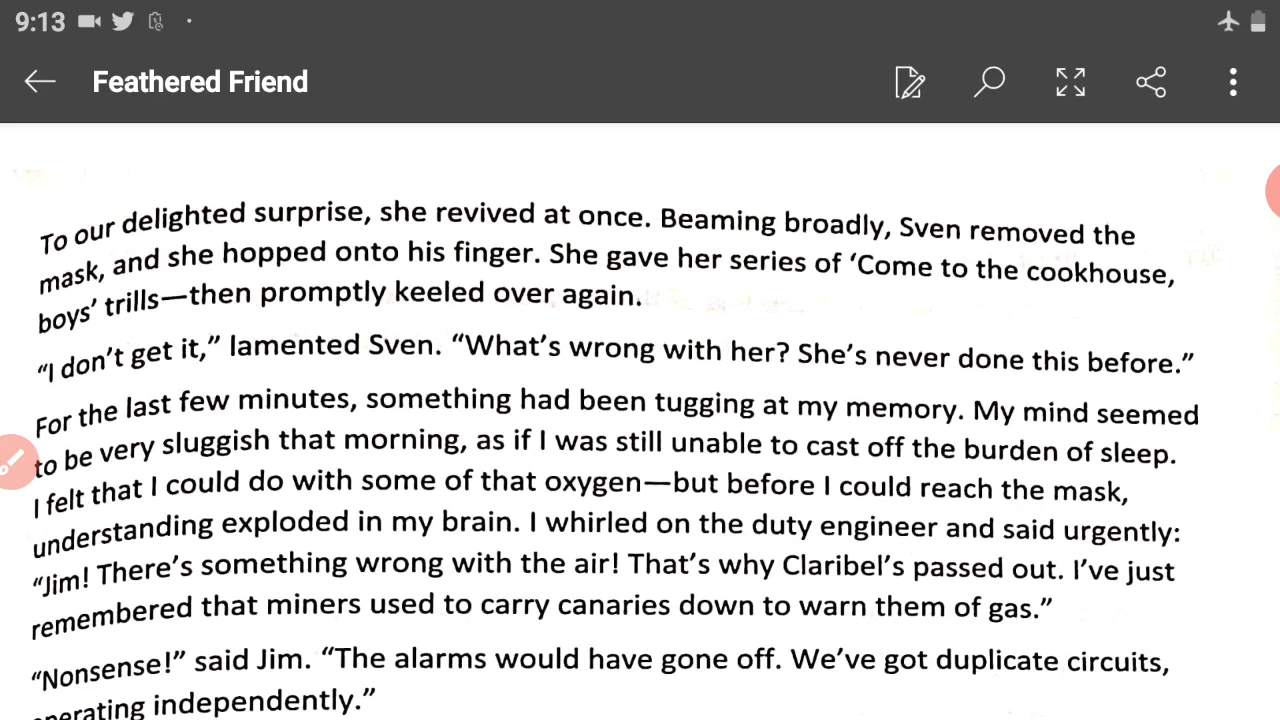 9:13
Feathered Friend
To our delighted surprise, she revived at once. Beaming broadly, Sven removed the
mask, and she hopped onto his finger. She gave her series of ‘Come to the cookhouse,
boys’ trills—then promptly keeled over again.
“I don’t get it,” lamented Sven. “What’s wrong with her? She’s never done this before.”
For the last few minutes, something had been tugging at my memory. My mind seemed
to be very sluggish that morning, as if I was still unable to cast off the burden of sleep.
I felt that I could do with some of that oxygen—but before I could reach the mask,
understanding exploded in my brain. I whirled on the duty engineer and said urgently:
“Jim! There’s something wrong with the air! That’s why Claribel’s passed out. I’ve just
remembered that miners used to carry canaries down to warn them of gas.”
“Nonsense!” said Jim. “The alarms would have gone off. We’ve got duplicate circuits,
operating independently.”